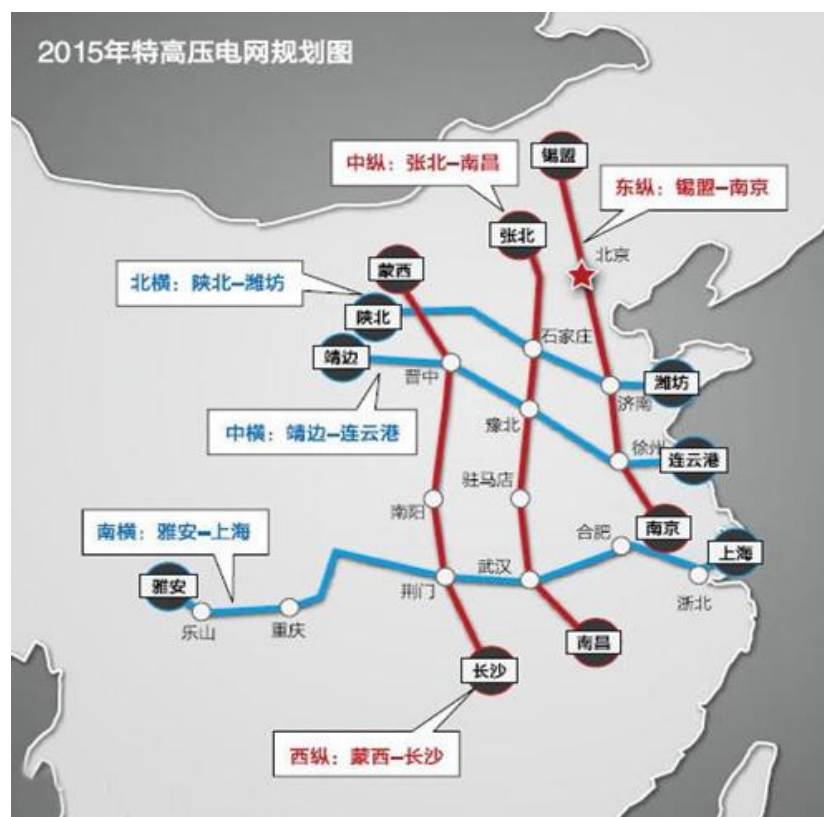 2015年特高压电网规划图
中纵：张北-南昌
锡盟
东纵：锡盟-南京
张北
北京
蒙西
北横：陕北-潍坊
陕北
石家庄
靖边
晋中
潍坊
济南
中横：靖边-连云港
豫北
徐州
连云港
驻马店
南阳
南京
合肥
上海
南横：雅安-上海
武汉
雅安
荆门
浙北
乐山
重庆
南昌
长沙
西纵：蒙西-长沙